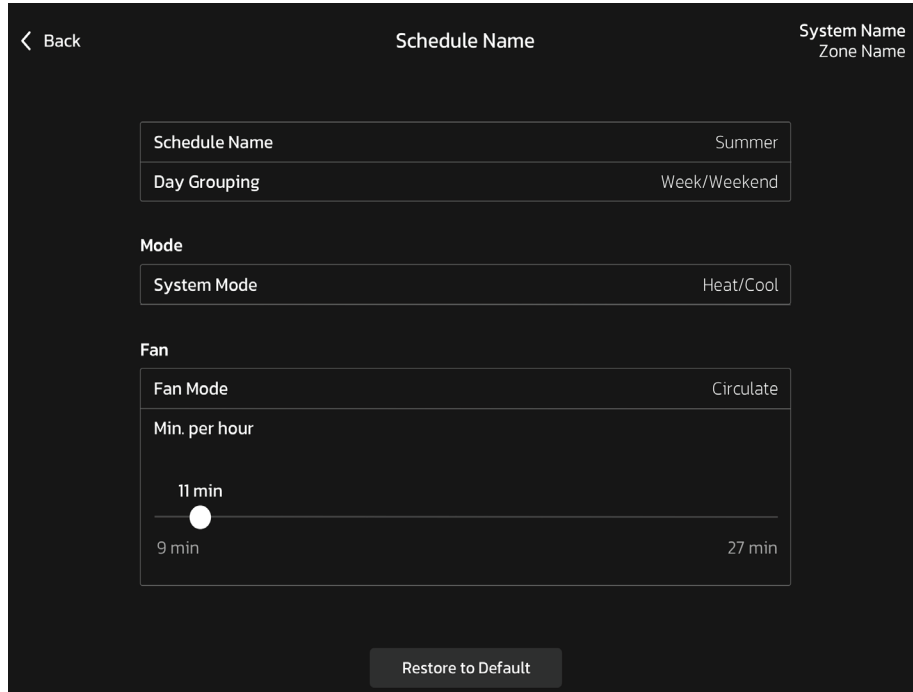 Back
Schedule Name
System Name
Zone Name
Schedule Name Summer
Day Grouping Week/Weekend
Mode
System Mode Heat/Cool
Fan
Fan Mode Circulate
Min. per hour
11 min
9 min 27 min
Restore to Default